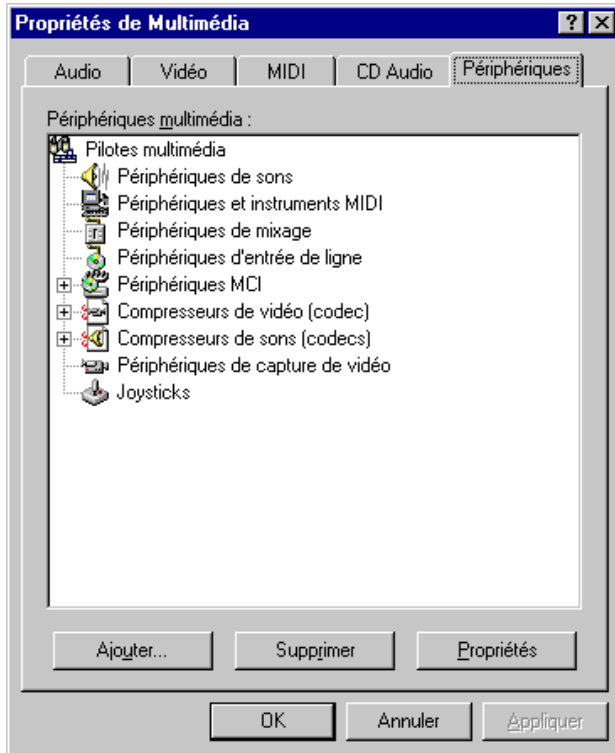 Propriétés de Multimédia
Audio Vidéo MIDI CD Audio Périphériques
Périphériques multimédia :
Pilotes multimédia
Périphériques de sons
Périphériques et instruments MIDI
Périphériques de mixage
Périphériques d'entrée de ligne
Périphériques MCI
Compresseurs de vidéo (codec)
Compresseurs de sons (codecs)
Périphériques de capture de vidéo
Joysticks
Ajouter... Supprimer Propriétés
OK Annuler Appliquer